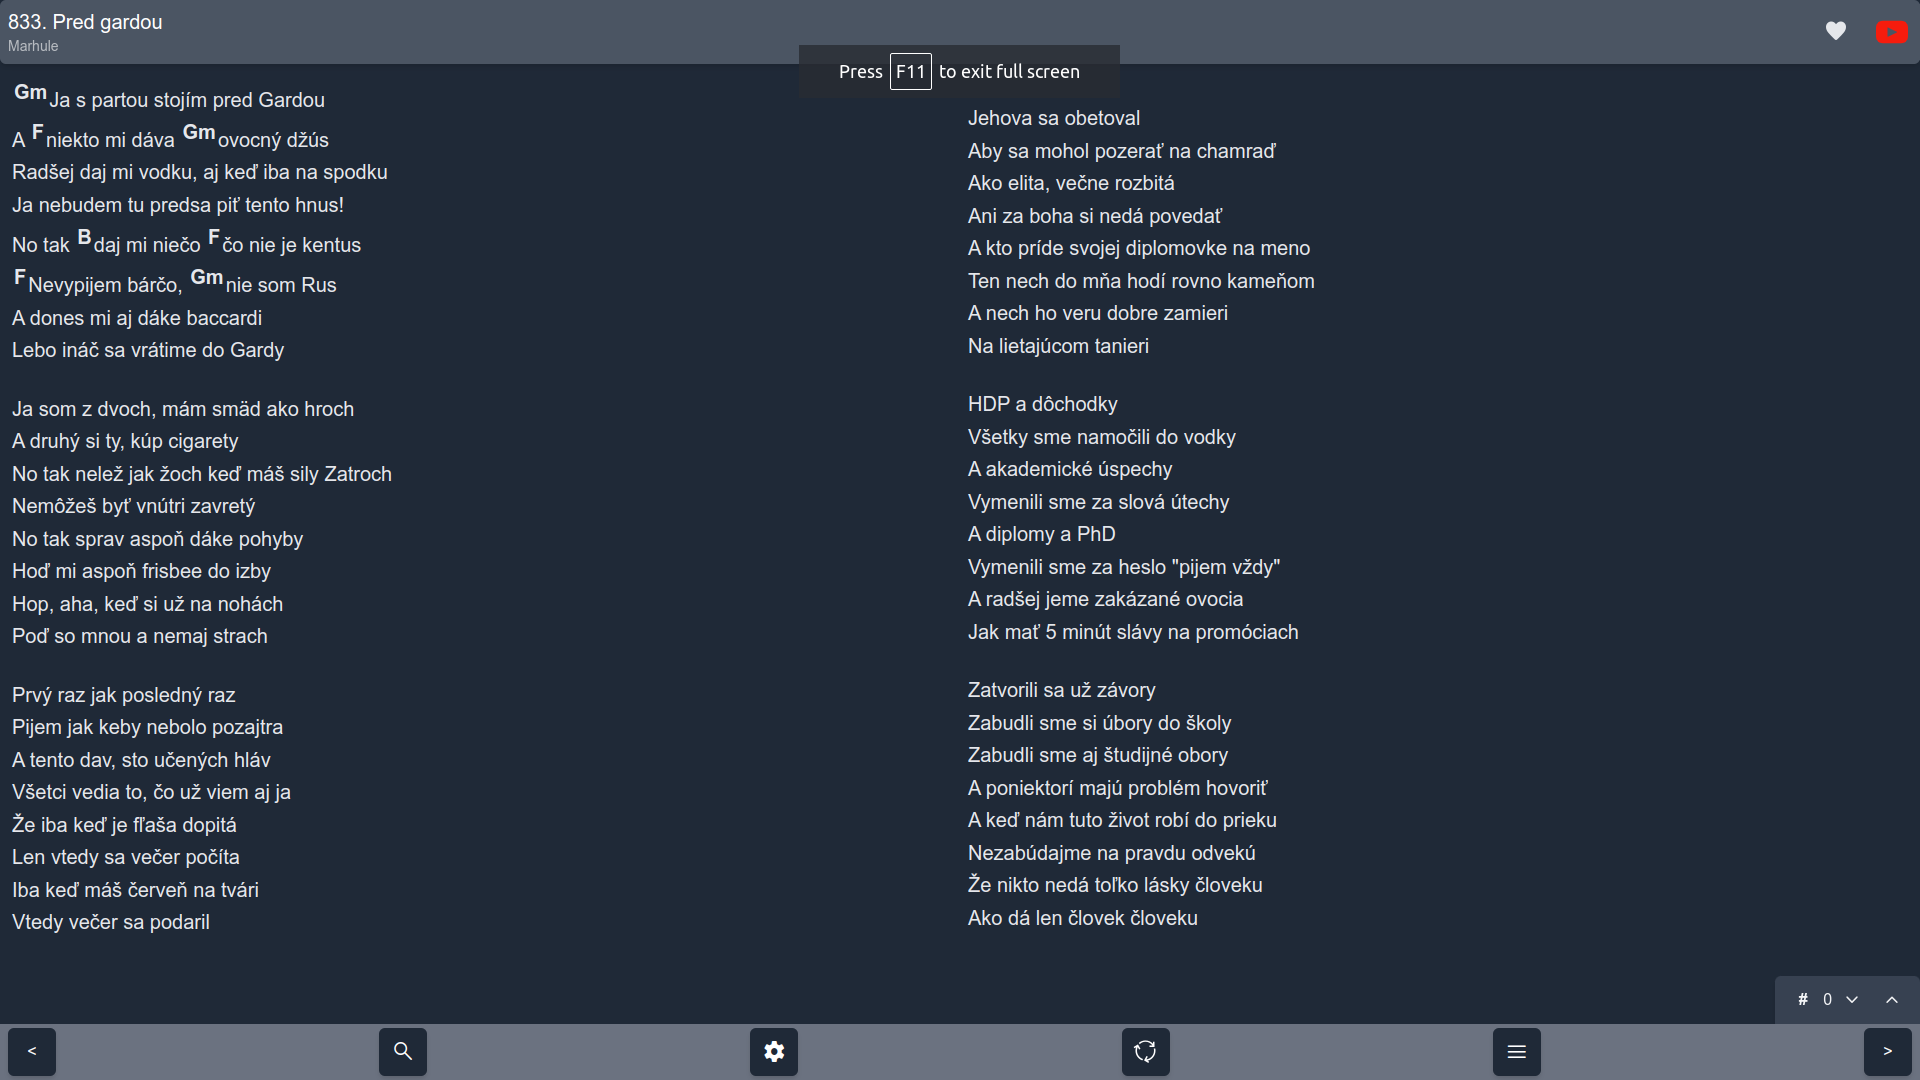 833. Pred gardou
Marhule
Press F11 to exit full screen
Gm Ja s partou stojím pred Gardou
A F niekto mi dáva Gm ovocný džús
Radšej daj mi vodku, aj keď iba na spodku
Ja nebudem tu predsa piť tento hnus!
No tak B daj mi niečo F čo nie je kentus
F Nevypijem bárčo, Gm nie som Rus
A dones mi aj dáke baccardi
Lebo ináč sa vrátime do Gardy
Ja som z dvoch, mám smäd ako hroch
A druhý si ty, kúp cigarety
No tak nelež jak žoch keď máš sily Zatroch
Nemôžeš byť vnútri zavretý
No tak sprav aspoň dáke pohyby
Hoď mi aspoň frisbee do izby
Hop, aha, keď si už na nohách
Poď so mnou a nemaj strach
Prvý raz jak posledný raz
Pijem jak keby nebolo pozajtra
A tento dav, sto učených hláv
Všetci vedia to, čo už viem aj ja
Že iba keď je fľaša dopitá
Len vtedy sa večer počíta
Iba keď máš červeň na tvári
Vtedy večer sa podaril
Jehova sa obetoval
Aby sa mohol pozerať na chamraď
Ako elita, večne rozbitá
Ani za boha si nedá povedať
A kto príde svojej diplomovke na meno
Ten nech do mňa hodí rovno kameňom
A nech ho veru dobre zamieri
Na lietajúcom tanieri
HDP a dôchodky
Všetky sme namočili do vodky
A akademické úspechy
Vymenili sme za slová útechy
A diplomy a PhD
Vymenili sme za heslo "pijem vždy"
A radšej jeme zakázané ovocia
Jak mať 5 minút slávy na promóciach
Zatvorili sa už závory
Zabudli sme si úbory do školy
Zabudli sme aj študijné obory
A poniektorí majú problém hovoriť
A keď nám tuto život robí do prieku
Nezabúdajme na pravdu odvekú
Že nikto nedá toľko lásky človeku
Ako dá len človek človeku
# 0
< >